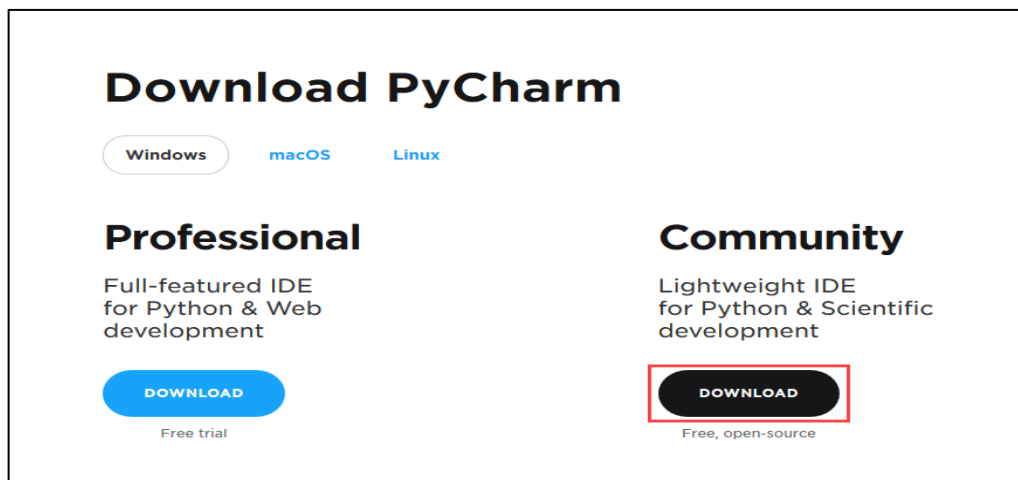 Download PyCharm
Windows macOS Linux
Professional
Full-featured IDE
for Python & Web
development
DOWNLOAD
Free trial
Community
Lightweight IDE
for Python & Scientific
development
DOWNLOAD
Free, open-source